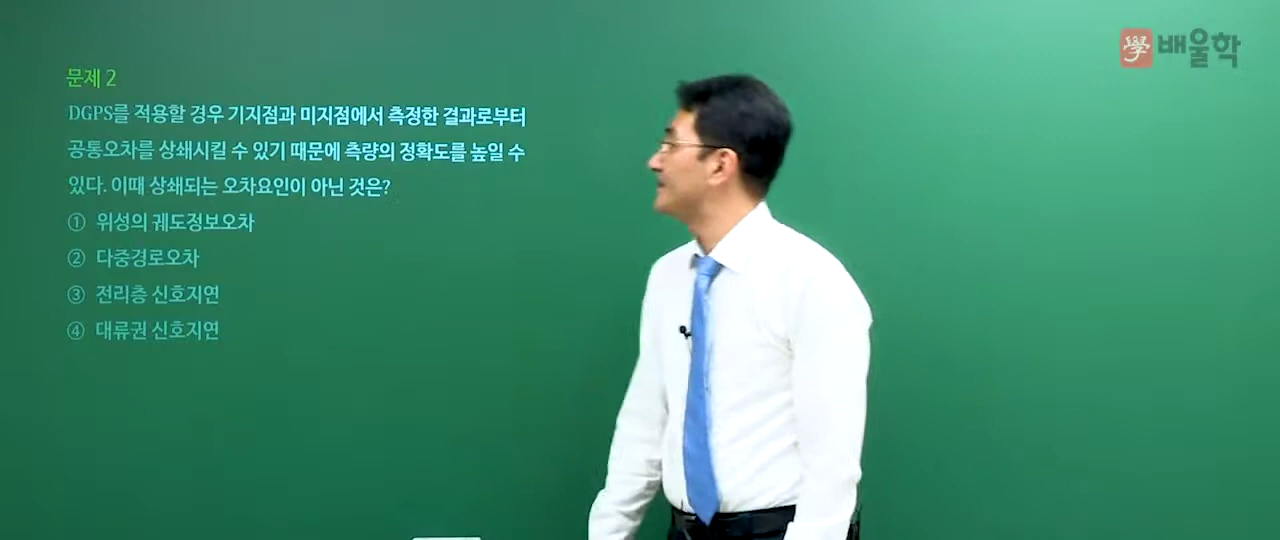 學 배울학
문제 2
DGPS를 적용할 경우 기지점과 미지점에서 측정한 결과로부터
공통오차를 상쇄시킬 수 있기 때문에 측량의 정확도를 높일 수
있다. 이때 상쇄되는 오차요인이 아닌 것은?
① 위성의 궤도정보오차
② 다중경로오차
③ 전리층 신호지연
④ 대류권 신호지연